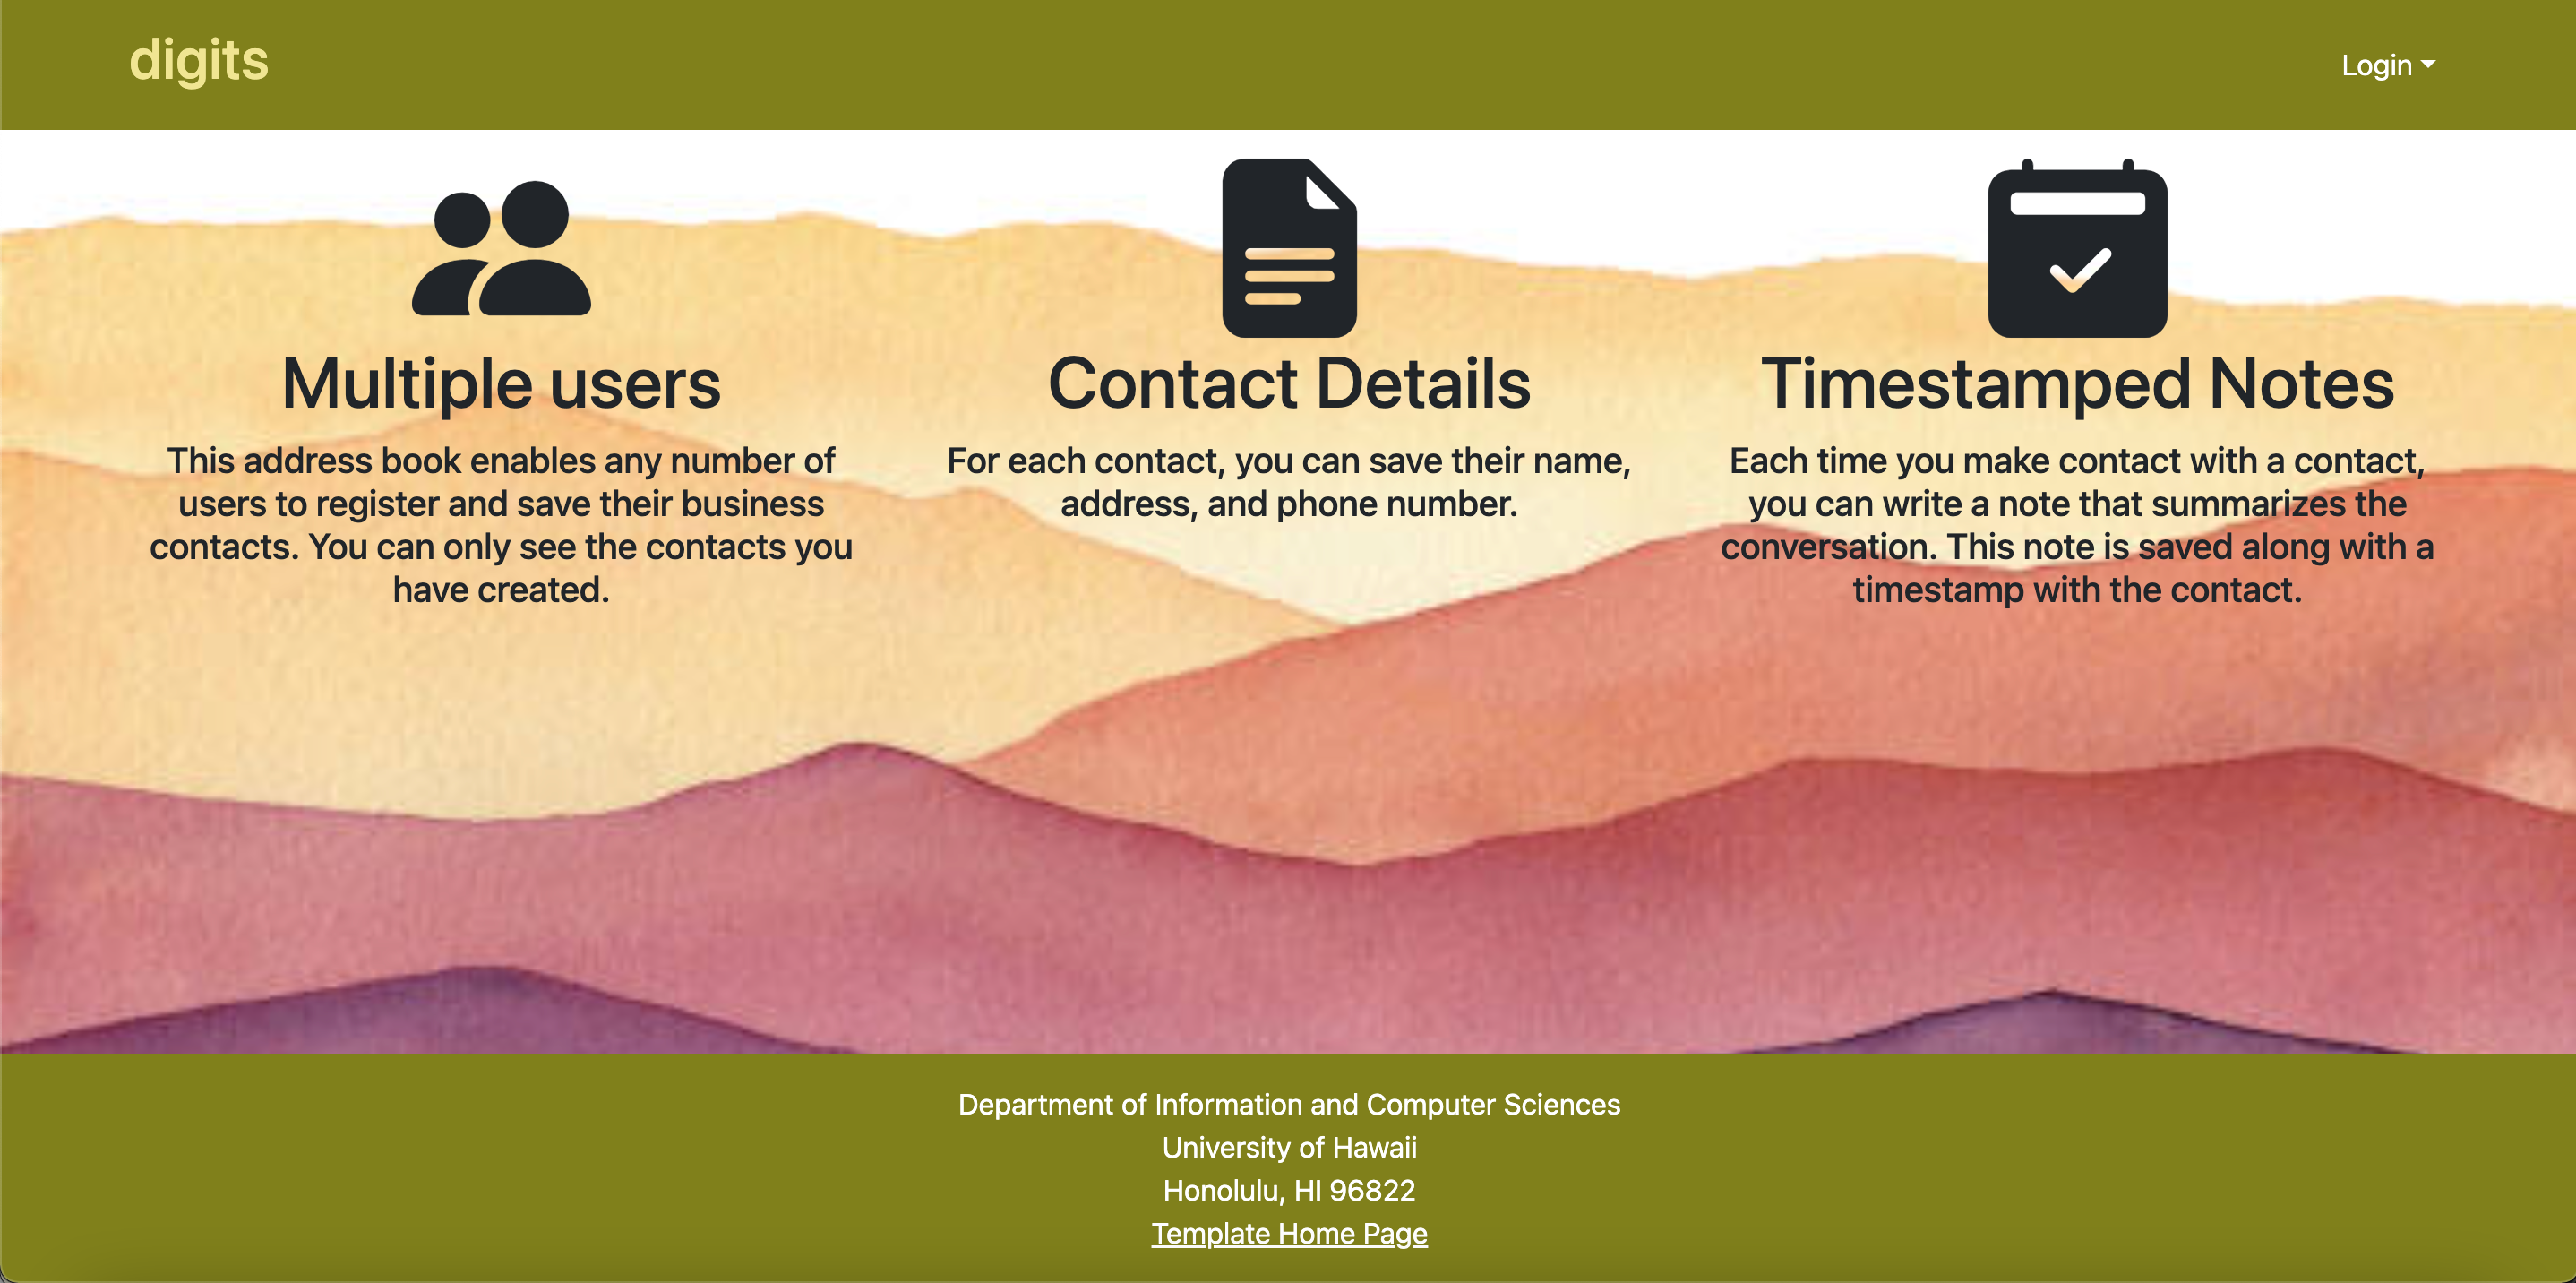 digits
Login
Multiple users
This address book enables any number of
users to register and save their business
contacts. You can only see the contacts you
have created.
Contact Details
For each contact, you can save their name,
address, and phone number.
Timestamped Notes
Each time you make contact with a contact,
you can write a note that summarizes the
conversation. This note is saved along with a
timestamp with the contact.
Department of Information and Computer Sciences
University of Hawaii
Honolulu, HI 96822
Template Home Page